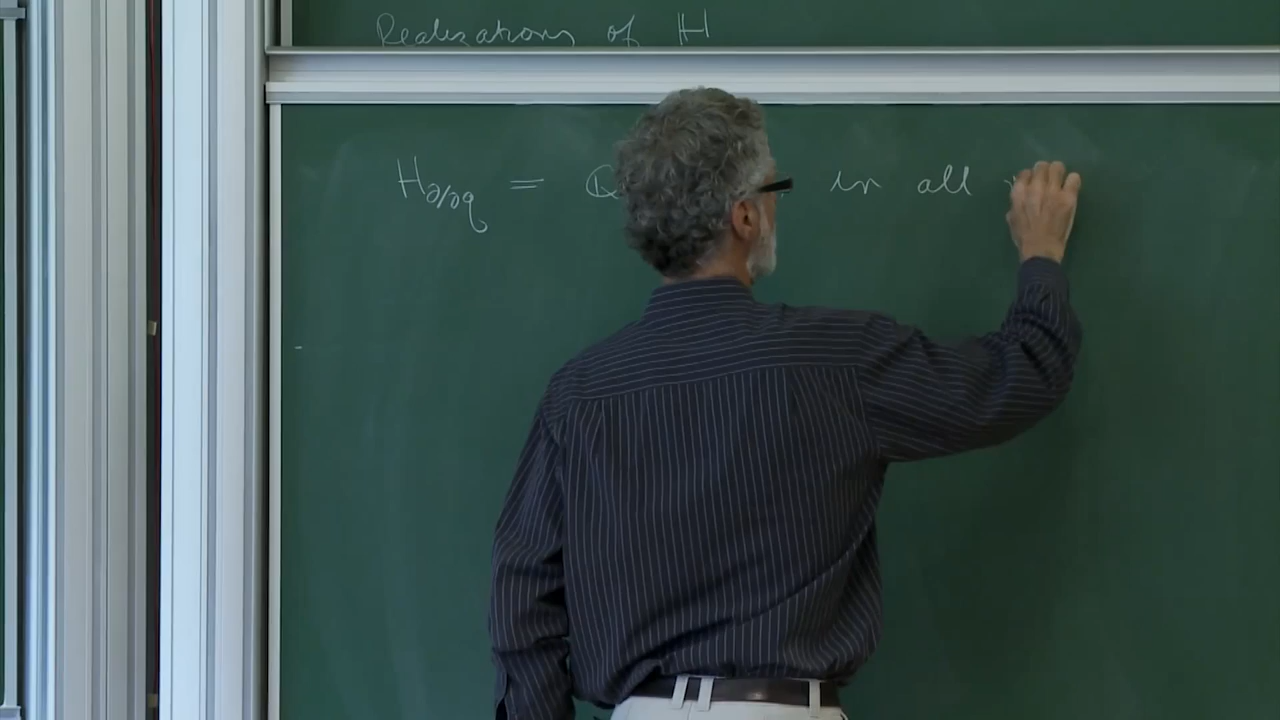 Realizations of ℍ
H∂/∂q = Q in all